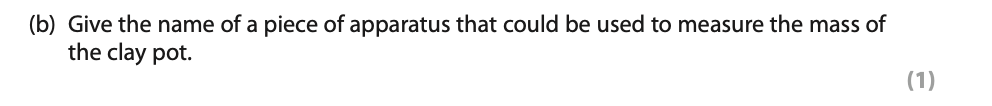 (b) Give the name of a piece of apparatus that could be used to measure the mass of
the clay pot.
(1)